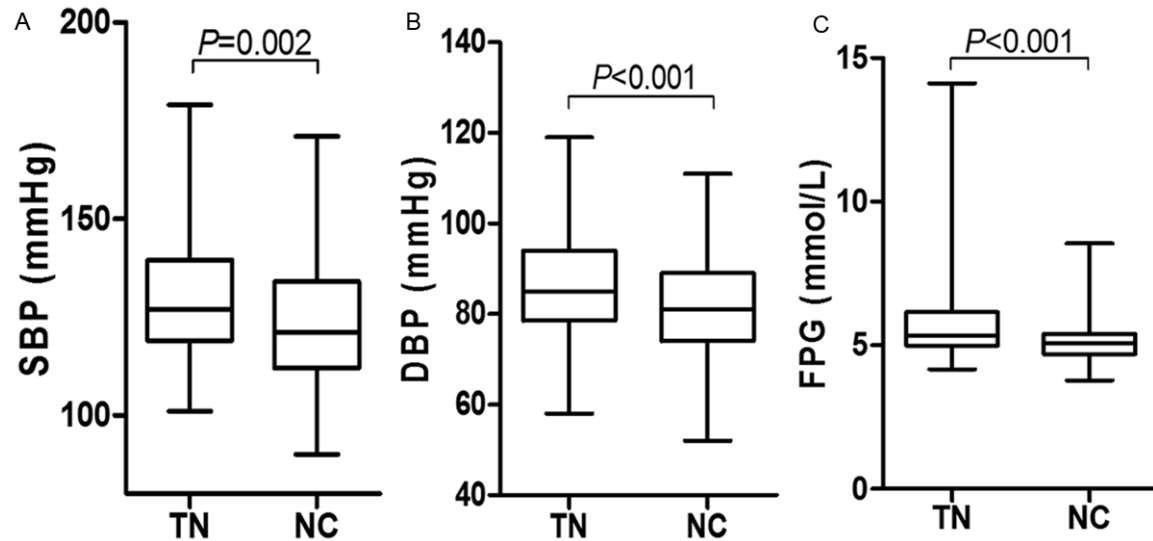 A
SBP (mmHg)
200
150
100
P=0.002
TN NC
B
DBP (mmHg)
140
120
100
80
60
40
P<0.001
TN NC
C
FPG (mmol/L)
15
10
5
0
P<0.001
TN NC